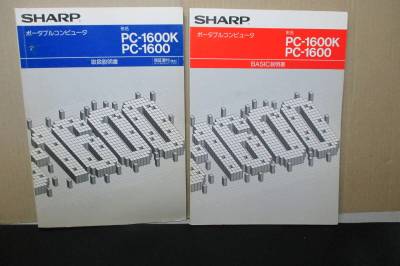 SHARP
ポータブルコンピュータ
形名
PC-1600K
PC-1600
取扱説明書
SHARP
ポータブルコンピュータ
形名
PC-1600K
PC-1600
BASIC説明書